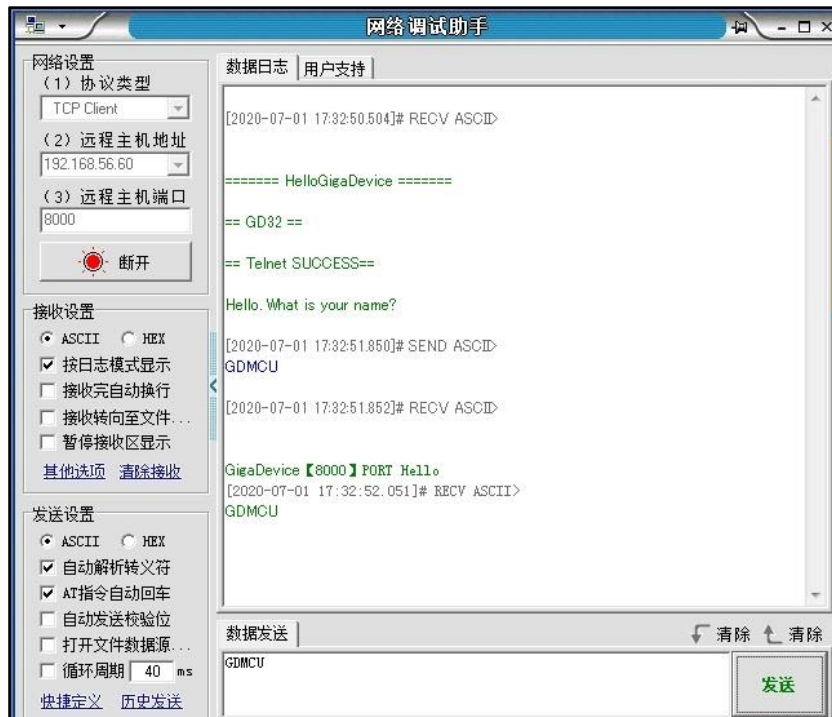 网络调试助手
网络设置
(1) 协议类型
TCP Client
(2) 远程主机地址
192.168.56.60
(3) 远程主机端口
8000
断开
接收设置
ASCII HEX
按日志模式显示
接收完自动换行
接收转向至文件...
暂停接收区显示
其他选项 清除接收
发送设置
ASCII HEX
自动解析转义符
AT指令自动回车
自动发送校验位
打开文件数据源...
循环周期 40 ms
快捷定义 历史发送
数据日志 用户支持
[2020-07-01 17:32:50.504]# RECV ASCII>
======= HelloGigaDevice =======
== GD32 ==
== Telnet SUCCESS==
Hello. What is your name?
[2020-07-01 17:32:51.850]# SEND ASCII>
GDMCU
[2020-07-01 17:32:51.852]# RECV ASCII>
GigaDevice【8000】PORT Hello
[2020-07-01 17:32:52.051]# RECV ASCII>
GDMCU
数据发送 清除 清除
GDMCU
发送